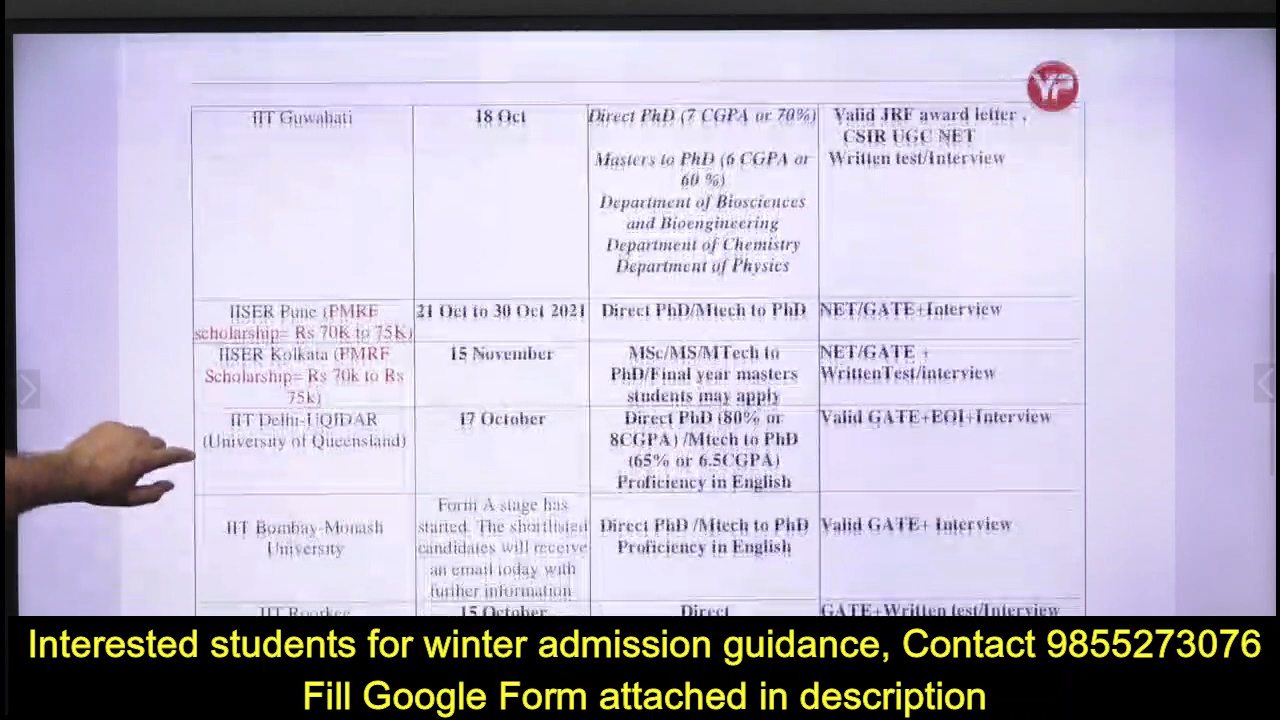 YP
IIT Guwahati
18 Oct
Direct PhD (7 CGPA or 70%)
Masters to PhD (6 CGPA or
60 %)
Department of Biosciences
and Bioengineering
Department of Chemistry
Department of Physics
Valid JRF award letter ,
CSIR UGC NET
Written test/Interview
IISER Pune (PMRF
scholarship= Rs 70K to 75K)
21 Oct to 30 Oct 2021
Direct PhD/Mtech to PhD
NET/GATE+Interview
IISER Kolkata (PMRF
Scholarship= Rs 70k to Rs
75k)
15 November
MSc/MS/MTech to
PhD/Final year masters
students may apply
NET/GATE +
WrittenTest/interview
IIT Delhi-UQIDAR
(University of Queensland)
17 October
Direct PhD (80% or
8CGPA) /Mtech to PhD
(65% or 6.5CGPA)
Proficiency in English
Valid GATE+EOI+Interview
IIT Bombay-Monash
University
Form A stage has
started. The shortlisted
candidates will receive
an email today with
further information
Direct PhD /Mtech to PhD
Proficiency in English
Valid GATE+ Interview
IIT Roorkee
15 October
Direct
GATE+Written test/Interview
Interested students for winter admission guidance, Contact 9855273076
Fill Google Form attached in description